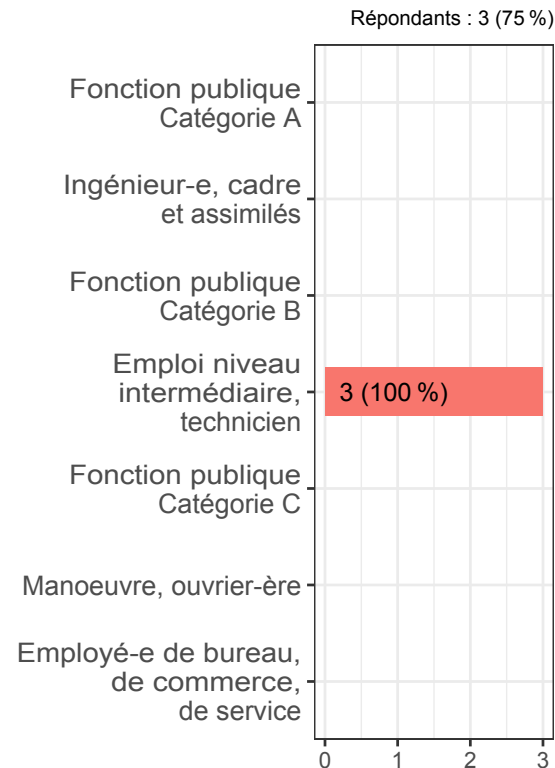 Répondants : 3 (75 %)
Fonction publique
Catégorie A
Ingénieur-e, cadre
et assimilés
Fonction publique
Catégorie B
Emploi niveau
intermédiaire,
technicien
3 (100 %)
Fonction publique
Catégorie C
Manoeuvre, ouvrier-ère
Employé-e de bureau,
de commerce,
de service
0 1 2 3